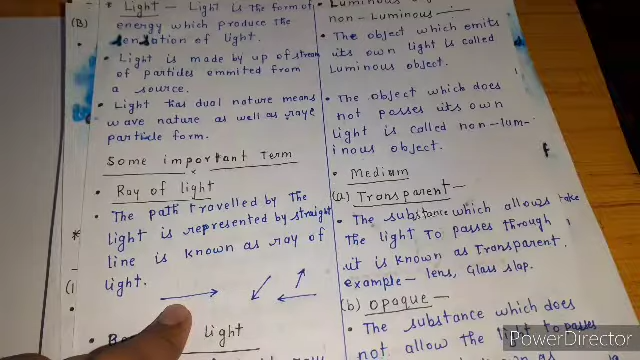 (B)
* Light - Light is the form of
energy which produce the
sensation of light.
• Light is made by up of stream
of particles emmited from
a source.
• Light has dual nature means
wave nature as well as raye
particle form.
Some important Term
• Ray of light
• The path travelled by the
light is represented by straight
line is known as ray of
light.
light
Luminous
non-Luminous
• The object which emits
its own light is called
Luminous object.
• The object which does
not posses its own
light is called non-lum-
inous object.
• Medium
(a) Transparent-
• The substance which allows
the light to passes through
it is known as Transparent.
example- lens, Glass slap.
(b) opaque-
• The substance which does
not allow the light to passes
PowerDirector